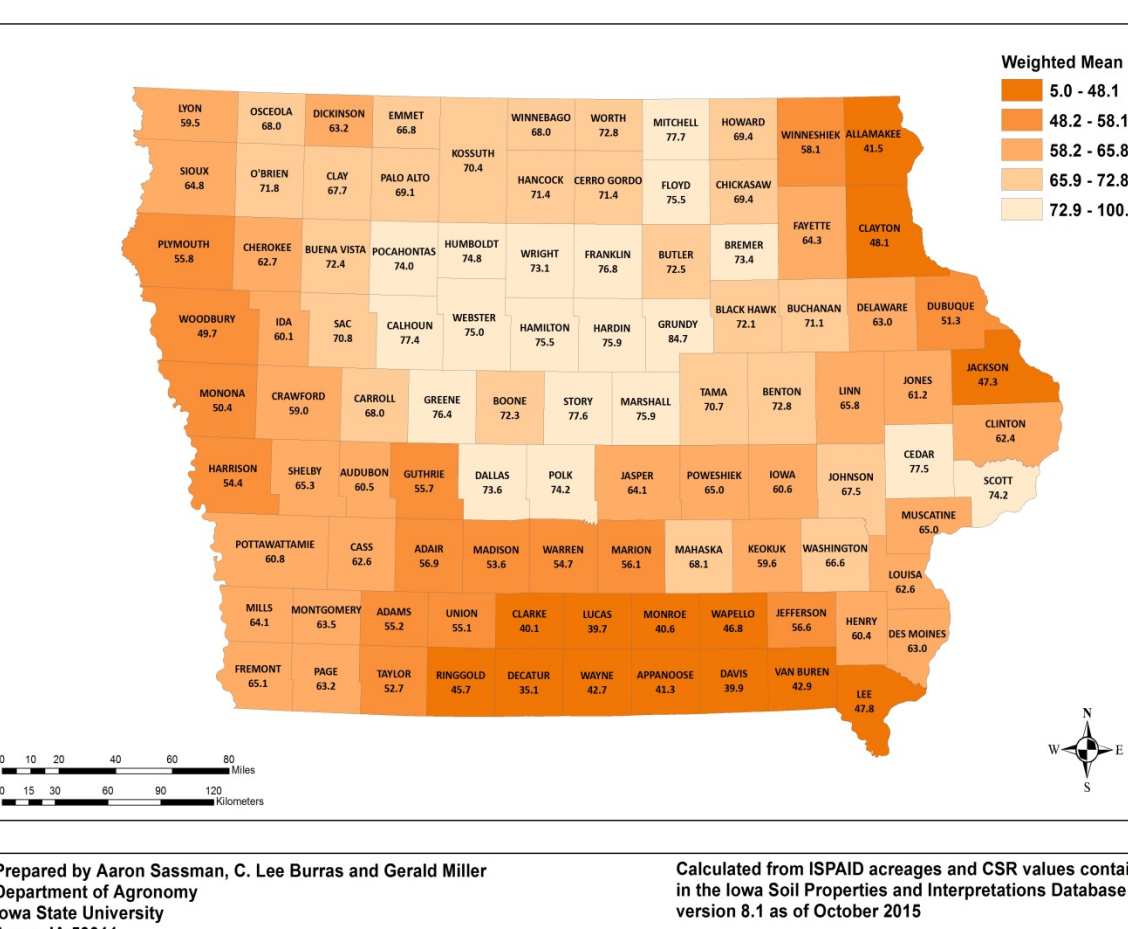 Weighted Mean
5.0 - 48.1
48.2 - 58.1
58.2 - 65.8
65.9 - 72.8
72.9 - 100.
LYON
59.5
OSCEOLA
68.0
DICKINSON
63.2
EMMET
66.8
KOSSUTH
70.4
WINNEBAGO
68.0
WORTH
72.8
MITCHELL
77.7
HOWARD
69.4
WINNESHIEK
58.1
ALLAMAKEE
41.5
SIOUX
64.8
O'BRIEN
71.8
CLAY
67.7
PALO ALTO
69.1
HANCOCK
71.4
CERRO GORDO
71.4
FLOYD
75.5
CHICKASAW
69.4
PLYMOUTH
55.8
CHEROKEE
62.7
BUENA VISTA
72.4
POCAHONTAS
74.0
HUMBOLDT
74.8
WRIGHT
73.1
FRANKLIN
76.8
BUTLER
72.5
BREMER
73.4
FAYETTE
64.3
CLAYTON
48.1
WOODBURY
49.7
IDA
60.1
SAC
70.8
CALHOUN
77.4
WEBSTER
75.0
HAMILTON
75.5
HARDIN
75.9
GRUNDY
84.7
BLACK HAWK
72.1
BUCHANAN
71.1
DELAWARE
63.0
DUBUQUE
51.3
MONONA
50.4
CRAWFORD
59.0
CARROLL
68.0
GREENE
76.4
BOONE
72.3
STORY
77.6
MARSHALL
75.9
TAMA
70.7
BENTON
72.8
LINN
65.8
JONES
61.2
JACKSON
47.3
CLINTON
62.4
HARRISON
54.4
SHELBY
65.3
AUDUBON
60.5
GUTHRIE
55.7
DALLAS
73.6
POLK
74.2
JASPER
64.1
POWESHIEK
65.0
IOWA
60.6
JOHNSON
67.5
CEDAR
77.5
SCOTT
74.2
MUSCATINE
65.0
POTTAWATTAMIE
60.8
CASS
62.6
ADAIR
56.9
MADISON
53.6
WARREN
54.7
MARION
56.1
MAHASKA
68.1
KEOKUK
59.6
WASHINGTON
66.6
LOUISA
62.6
MILLS
64.1
MONTGOMERY
63.5
ADAMS
55.2
UNION
55.1
CLARKE
40.1
LUCAS
39.7
MONROE
40.6
WAPELLO
46.8
JEFFERSON
56.6
HENRY
60.4
DES MOINES
63.0
FREMONT
65.1
PAGE
63.2
TAYLOR
52.7
RINGGOLD
45.7
DECATUR
35.1
WAYNE
42.7
APPANOOSE
41.3
DAVIS
39.9
VAN BUREN
42.9
LEE
47.8
N
W E
S
0 10 20 40 60 80
Miles
0 15 30 60 90 120
Kilometers
Prepared by Aaron Sassman, C. Lee Burras and Gerald Miller
Department of Agronomy
Iowa State University
Calculated from ISPAID acreages and CSR values contai
in the Iowa Soil Properties and Interpretations Database
version 8.1 as of October 2015